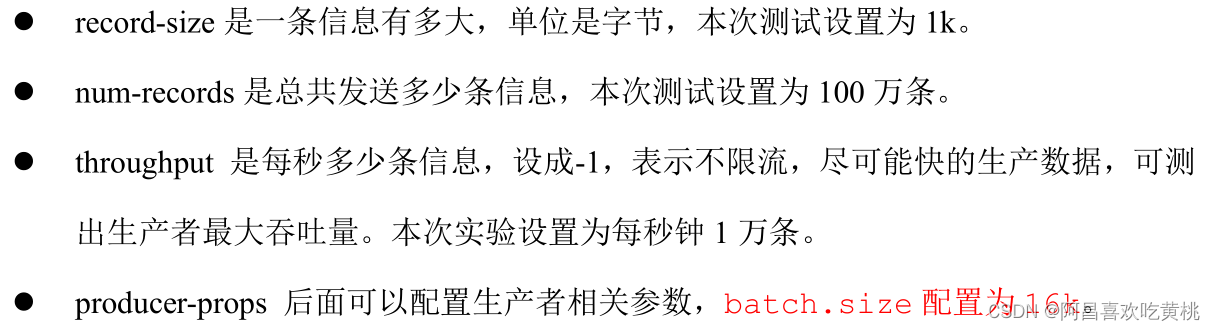 ● record-size 是一条信息有多大，单位是字节，本次测试设置为 1k。
● num-records 是总共发送多少条信息，本次测试设置为 100 万条。
● throughput 是每秒多少条信息，设成-1，表示不限流，尽可能快的生产数据，可测
出生产者最大吞吐量。本次实验设置为每秒钟 1 万条。
● producer-props 后面可以配置生产者相关参数，batch.size 配置为 16k。
CSDN @阿昌喜欢吃黄桃